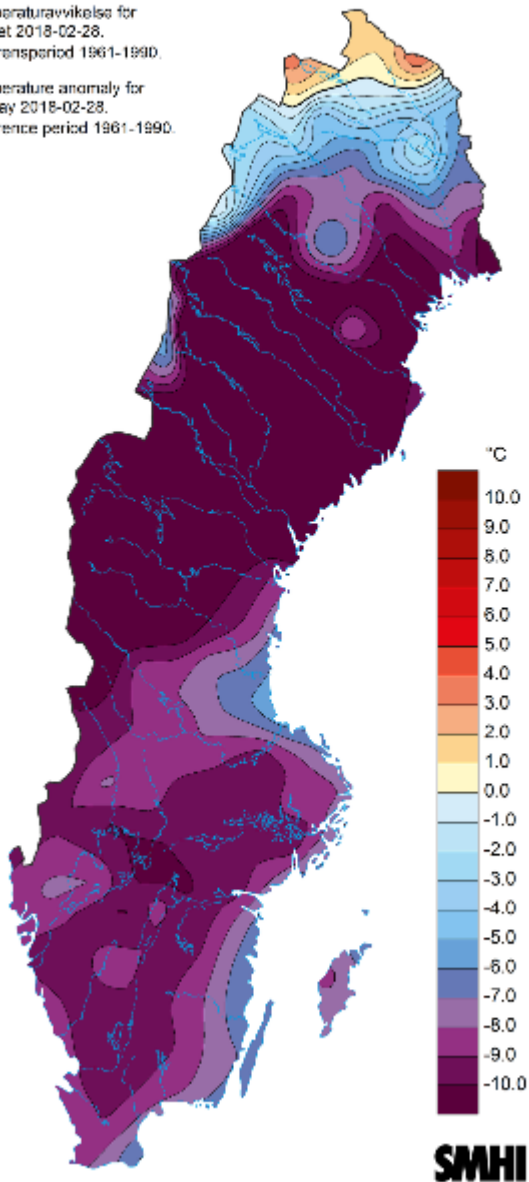 peraturavvikelse för
et 2018-02-28.
ensperiod 1961-1990.
perature anomaly for
ay 2018-02-28.
rence period 1961-1990.
°C
10.0
9.0
8.0
7.0
6.0
5.0
4.0
3.0
2.0
1.0
0.0
-1.0
-2.0
-3.0
-4.0
-5.0
-6.0
-7.0
-8.0
-9.0
-10.0
SMHI